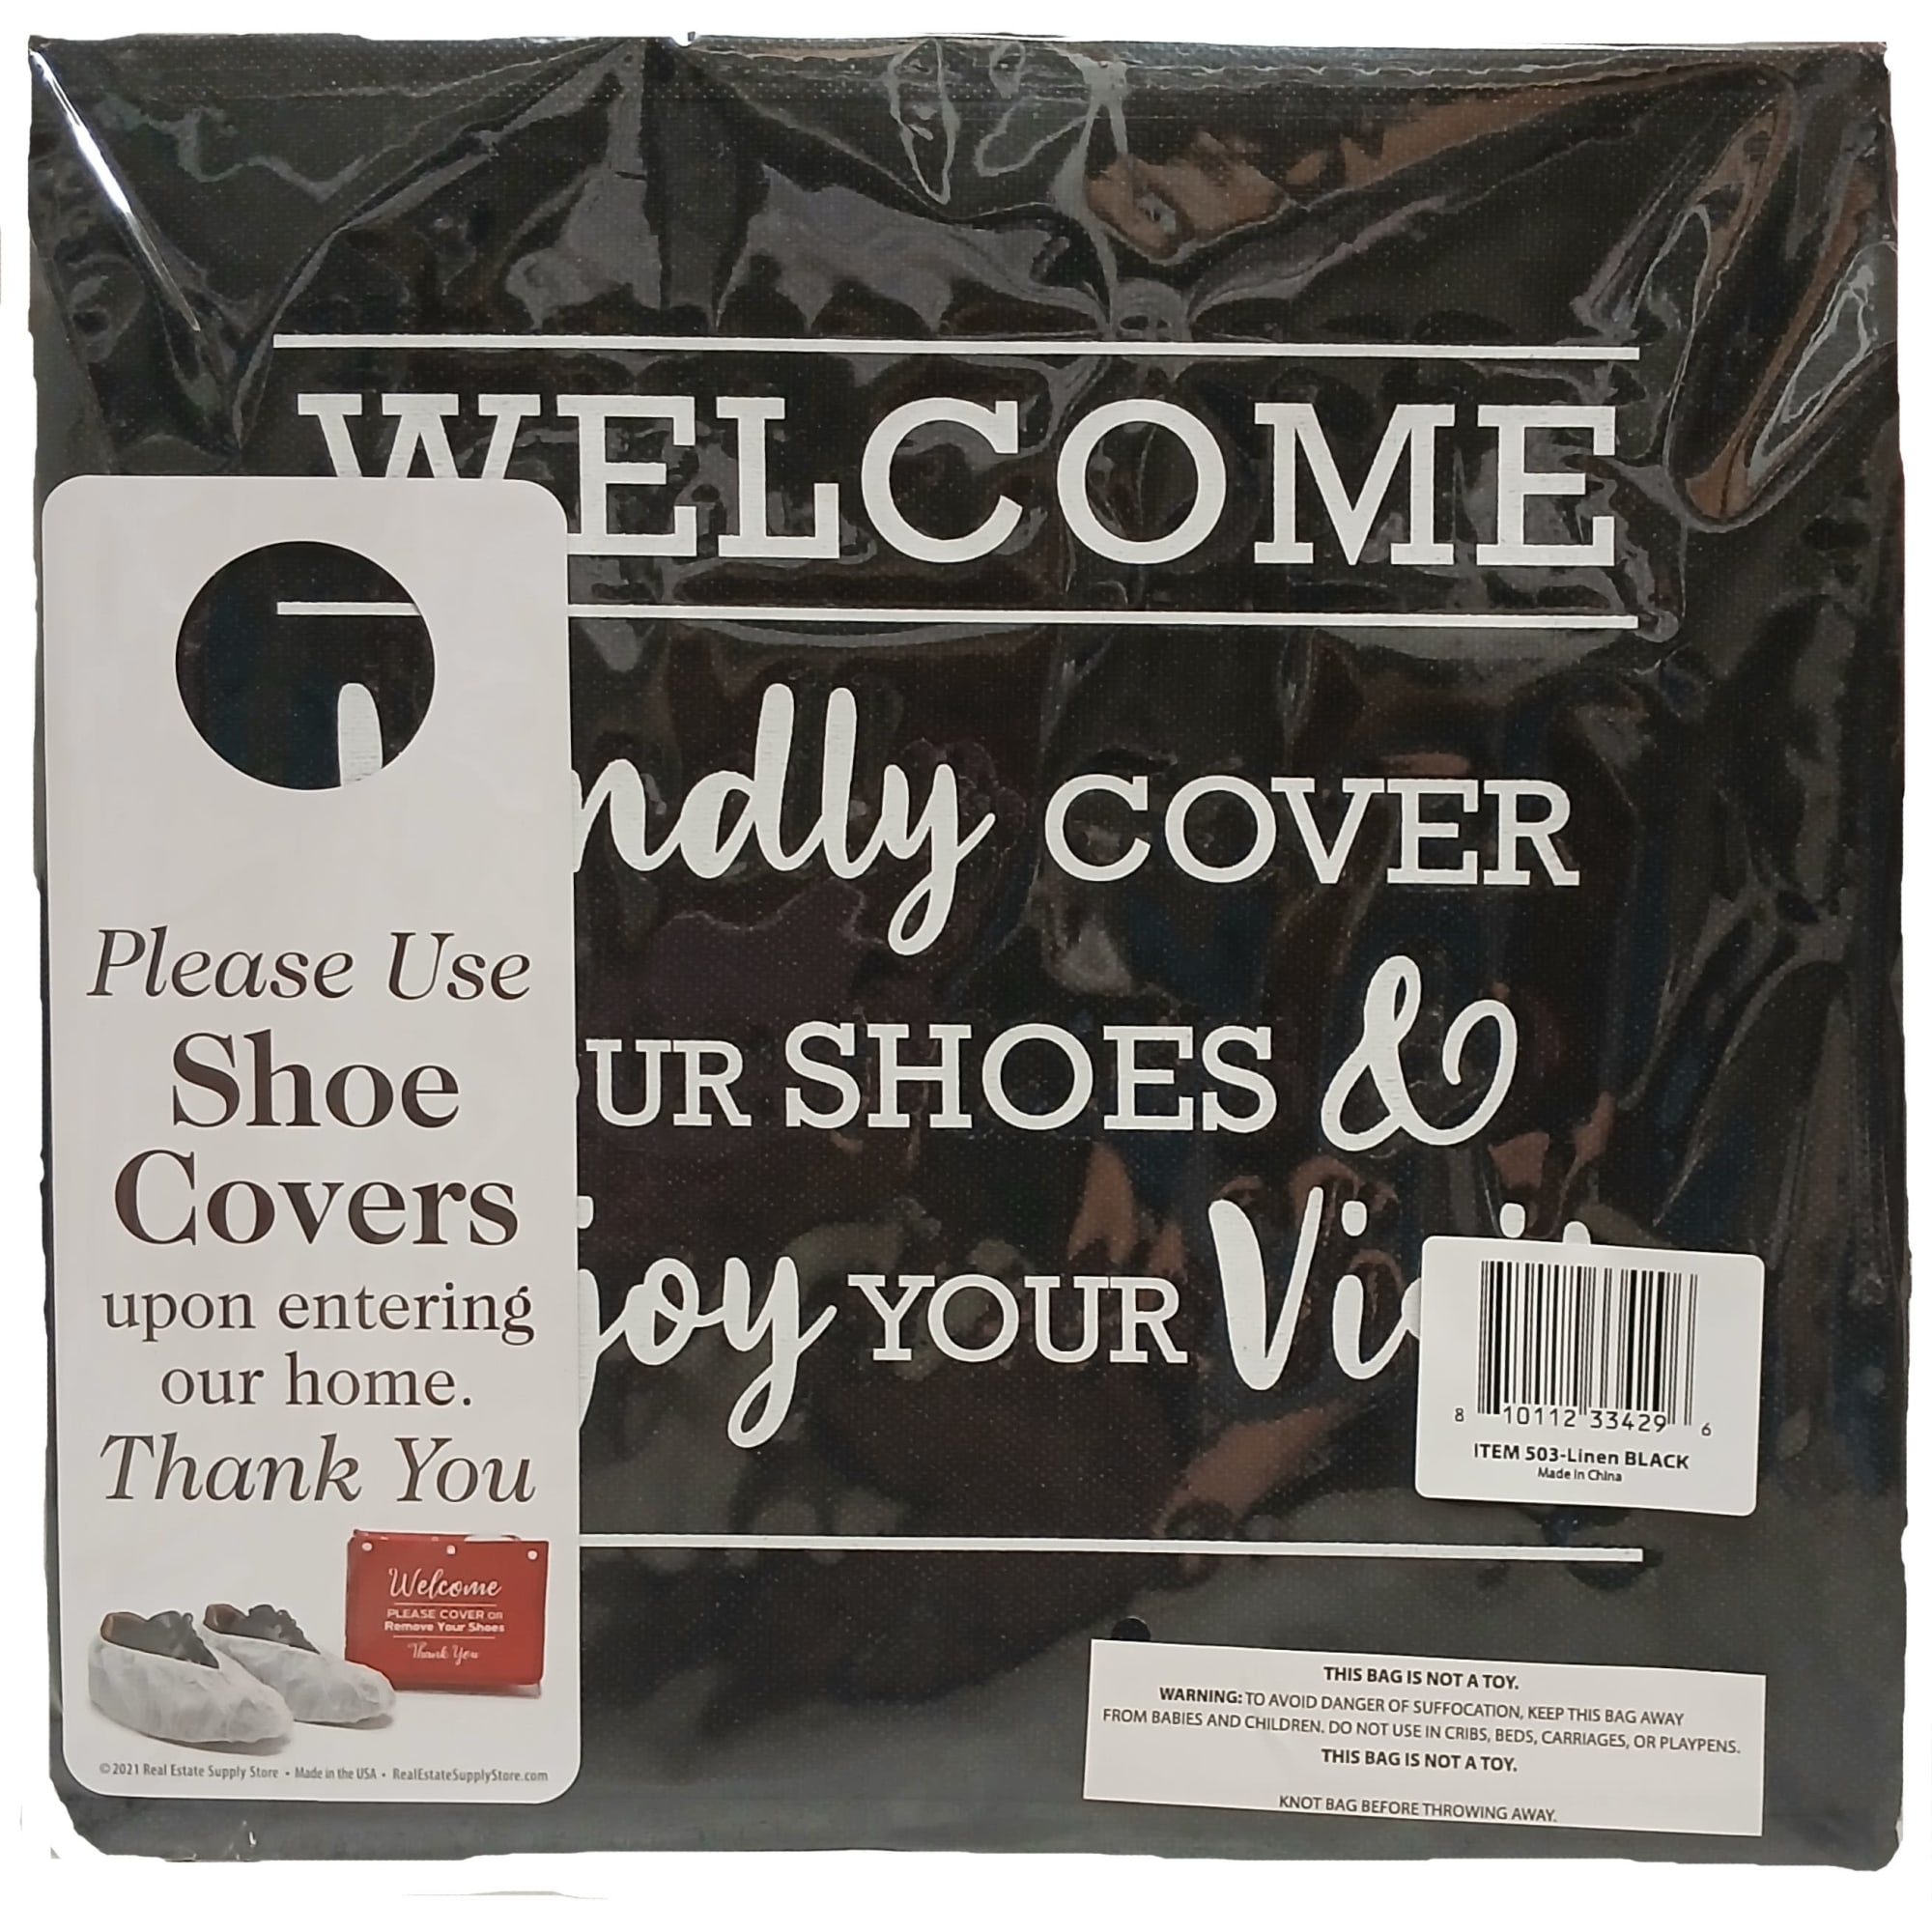 WELCOME
ndly COVER
UR SHOES &
joy YOUR Vi
Please Use
Shoe
Covers
upon entering
our home.
Thank You
Welcome
PLEASE COVER OR
Remove Your Shoes
Thank You
©2021 Real Estate Supply Store • Made in the USA • RealEstateSupplyStore.com
8 10112 33429 6
ITEM 503-Linen BLACK
Made In China
THIS BAG IS NOT A TOY.
WARNING: TO AVOID DANGER OF SUFFOCATION, KEEP THIS BAG AWAY
FROM BABIES AND CHILDREN. DO NOT USE IN CRIBS, BEDS, CARRIAGES, OR PLAYPENS.
THIS BAG IS NOT A TOY.
KNOT BAG BEFORE THROWING AWAY.